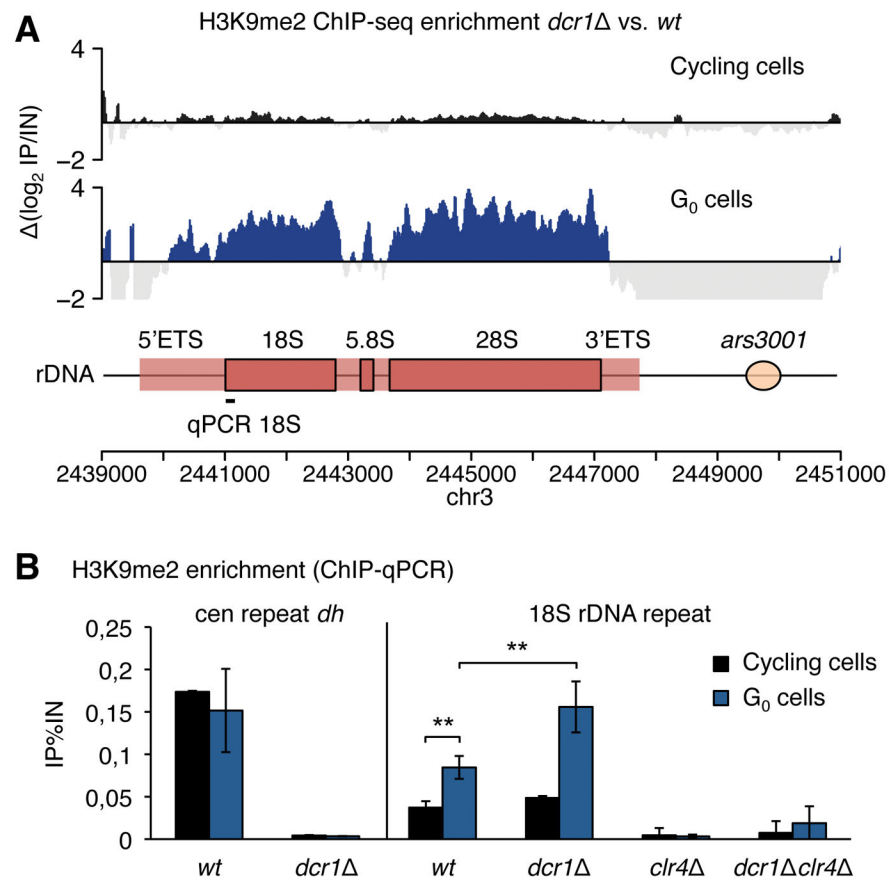 A
H3K9me2 ChIP-seq enrichment dcr1Δ vs. wt
4
Cycling cells
−2
Δ(log2 IP/IN)
4
G0 cells
−2
5’ETS 18S 5.8S 28S 3’ETS ars3001
rDNA
qPCR 18S
2439000 2441000 2443000 2445000 2447000 2449000 2451000
chr3
B
H3K9me2 enrichment (ChIP-qPCR)
cen repeat dh 18S rDNA repeat
0,25
0,2
0,15
0,1
0,05
0
IP%IN
** **
Cycling cells
G0 cells
wt dcr1Δ wt dcr1Δ clr4Δ dcr1Δclr4Δ